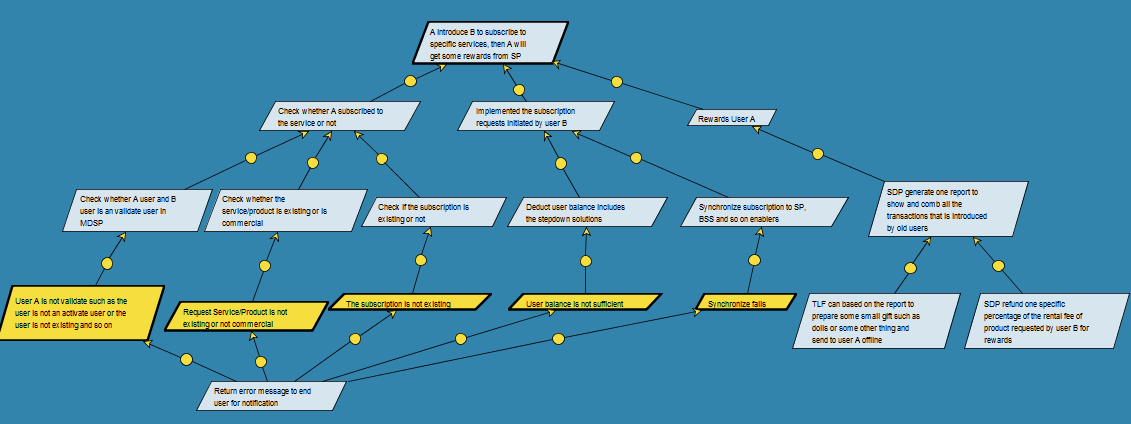 A introduce B to subscribe to
specific services, then A will
get some rewards from SP
Check whether A subscribed to
the service or not
Implemented the subscription
requests initiated by user B
Rewards User A
Check whether A user and B
user is an validate user in
MDSP
Check whether the
service/product is existing or is
commercial
Check if the subscription is
existing or not
Deduct user balance includes
the stepdown solutions
Synchronize subscription to SP,
BSS and so on enablers
SDP generate one report to
show and comb all the
transactions that is introduced
by old users
User A is not validate such as the
user is not an activate user or the
user is not existing and so on
Request Service/Product is not
existing or not commercial
The subscription is not existing
User balance is not sufficient
Synchronize fails
TLF can based on the report to
prepare some small gift such as
dolls or some other thing and
send to user A offline
SDP refund one specific
percentage of the rental fee of
product requested by user B for
rewards
Return error message to end
user for notification